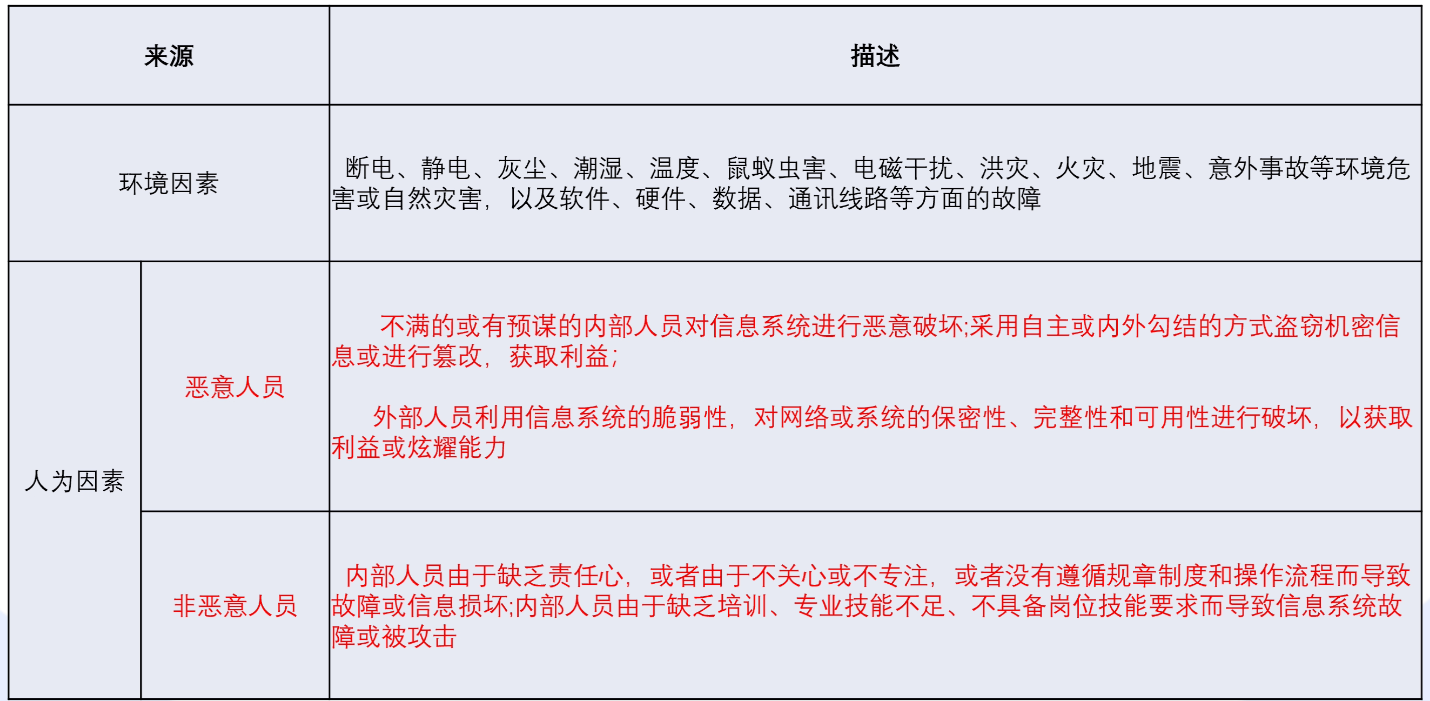 来源
描述
环境因素
断电、静电、灰尘、潮湿、温度、鼠蚁虫害、电磁干扰、洪灾、火灾、地震、意外事故等环境危
害或自然灾害，以及软件、硬件、数据、通讯线路等方面的故障
人为因素
恶意人员
不满的或有预谋的内部人员对信息系统进行恶意破坏;采用自主或内外勾结的方式盗窃机密信
息或进行篡改，获取利益；
外部人员利用信息系统的脆弱性，对网络或系统的保密性、完整性和可用性进行破坏，以获取
利益或炫耀能力
非恶意人员
内部人员由于缺乏责任心，或者由于不关心或不专注，或者没有遵循规章制度和操作流程而导致
故障或信息损坏;内部人员由于缺乏培训、专业技能不足、不具备岗位技能要求而导致信息系统故
障或被攻击